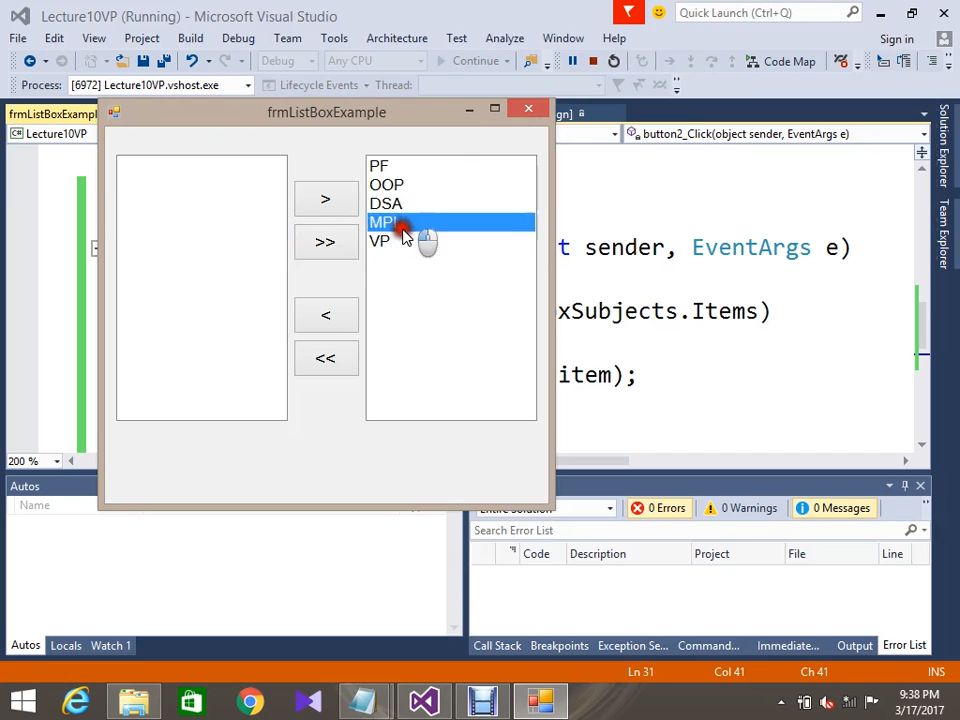 Lecture10VP (Running) - Microsoft Visual Studio
Quick Launch (Ctrl+Q)
File Edit View Project Build Debug Team Tools Architecture Test Analyze Window Help Sign in
Debug Any CPU Continue Code Map
Process: [6972] Lecture10VP.vshost.exe Lifecycle Events Thread:
frmListBoxExampl
frmListBoxExample
ign]
Lecture10VP
button2_Click(object sender, EventArgs e)
Solution Explorer
Team Explorer
PF
OOP
DSA
MPL
VP
>
>>
<
<<
t sender, EventArgs e)
xSubjects.Items)
item);
200 %
Autos
Name
Entire Solution 0 Errors 0 Warnings 0 Messages
Search Error List
Code Description Project File Line
Autos Locals Watch 1
Call Stack Breakpoints Exception Se... Command... Immediate... Output Error List
Ln 31 Col 41 Ch 41 INS
9:38 PM
3/17/2017